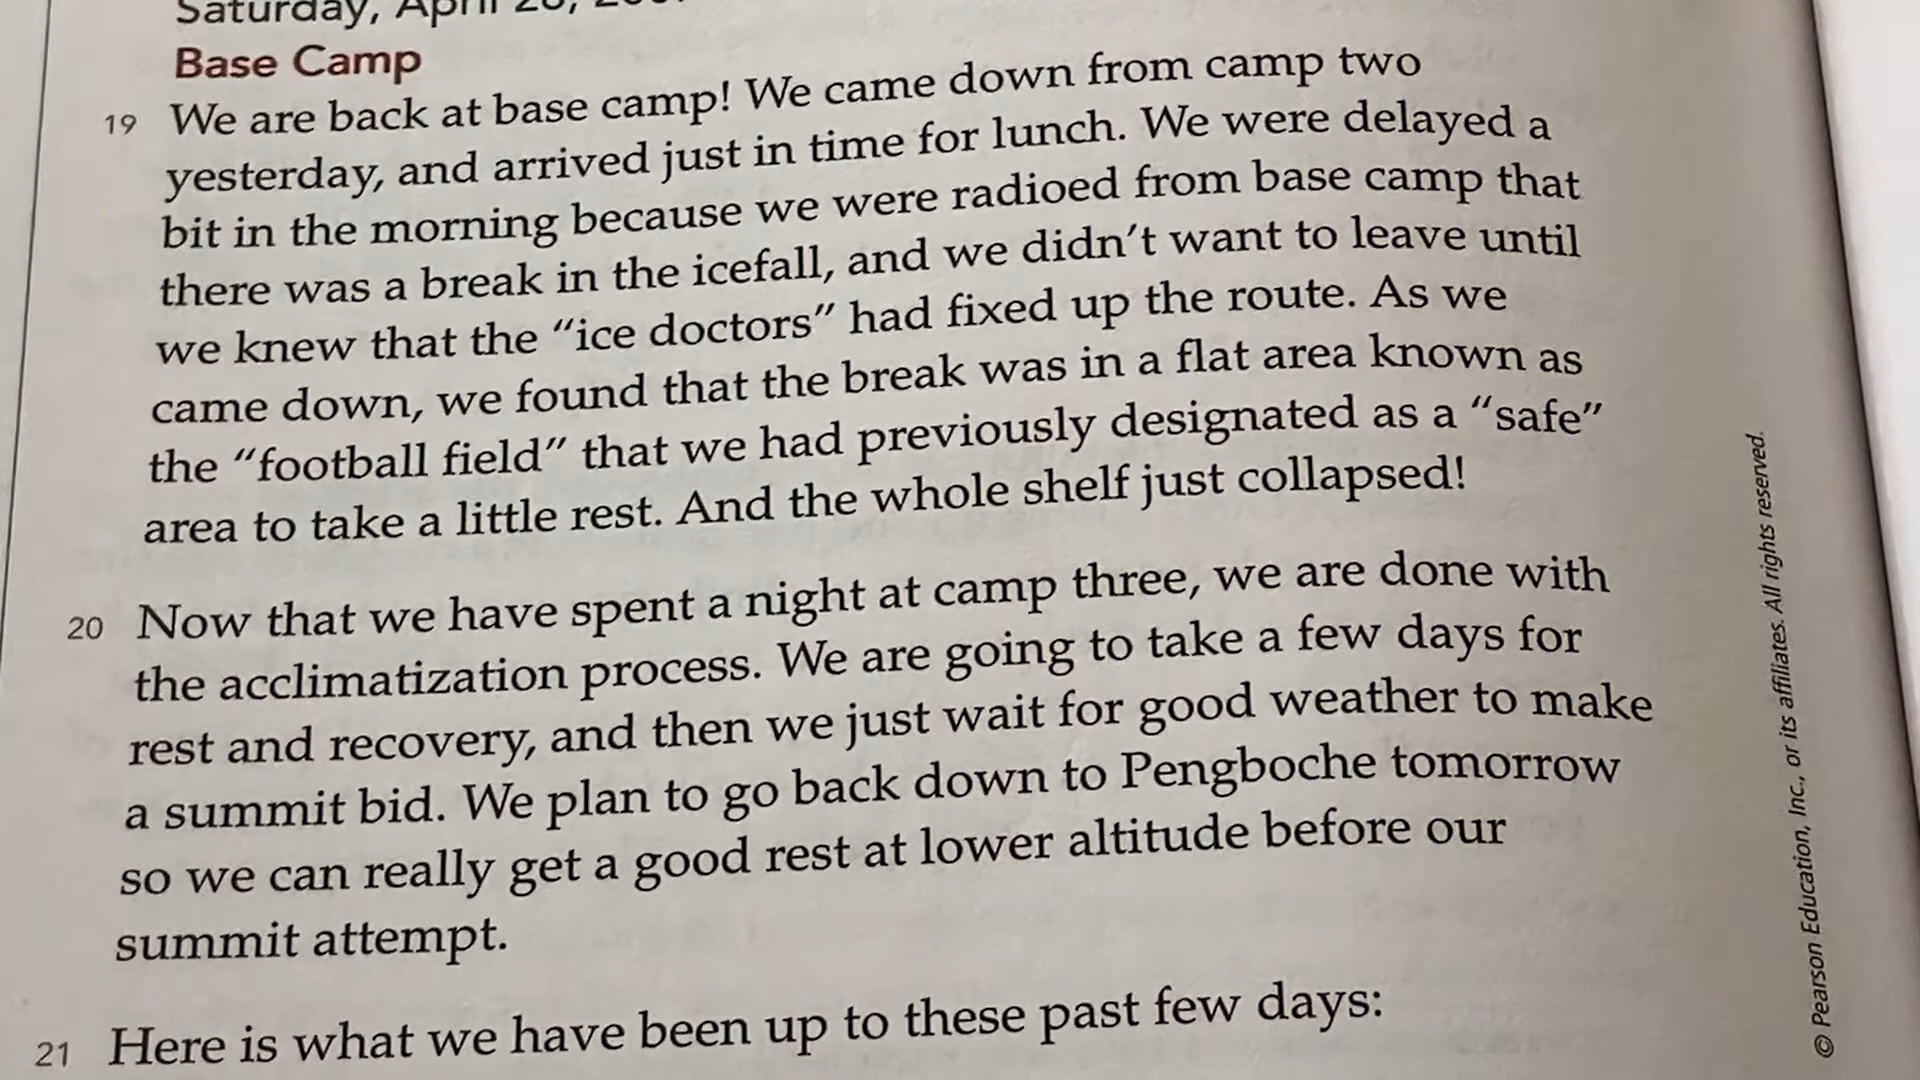 Saturday, April
Base Camp
19 We are back at base camp! We came down from camp two
yesterday, and arrived just in time for lunch. We were delayed a
bit in the morning because we were radioed from base camp that
there was a break in the icefall, and we didn't want to leave until
we knew that the "ice doctors" had fixed up the route. As we
came down, we found that the break was in a flat area known as
the "football field" that we had previously designated as a "safe"
area to take a little rest. And the whole shelf just collapsed!
20 Now that we have spent a night at camp three, we are done with
the acclimatization process. We are going to take a few days for
rest and recovery, and then we just wait for good weather to make
a summit bid. We plan to go back down to Pengboche tomorrow
so we can really get a good rest at lower altitude before our
summit attempt.
21 Here is what we have been up to these past few days:
© Pearson Education, Inc., or its affiliates. All rights reserved.